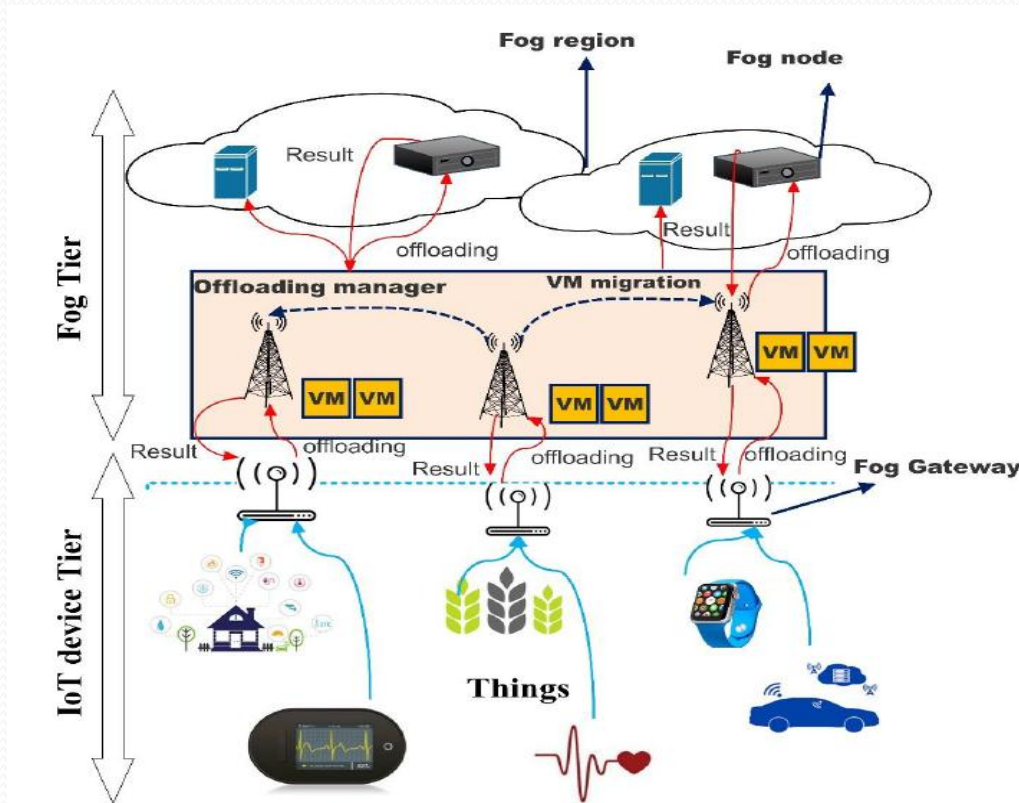 Fog region
Fog node
Result
offloading
Result
offloading
Fog Tier
Offloading manager
VM migration
VM VM
VM VM
VM VM
Result
offloading
Result
offloading
Result
offloading
Fog Gateway
IoT device Tier
Things